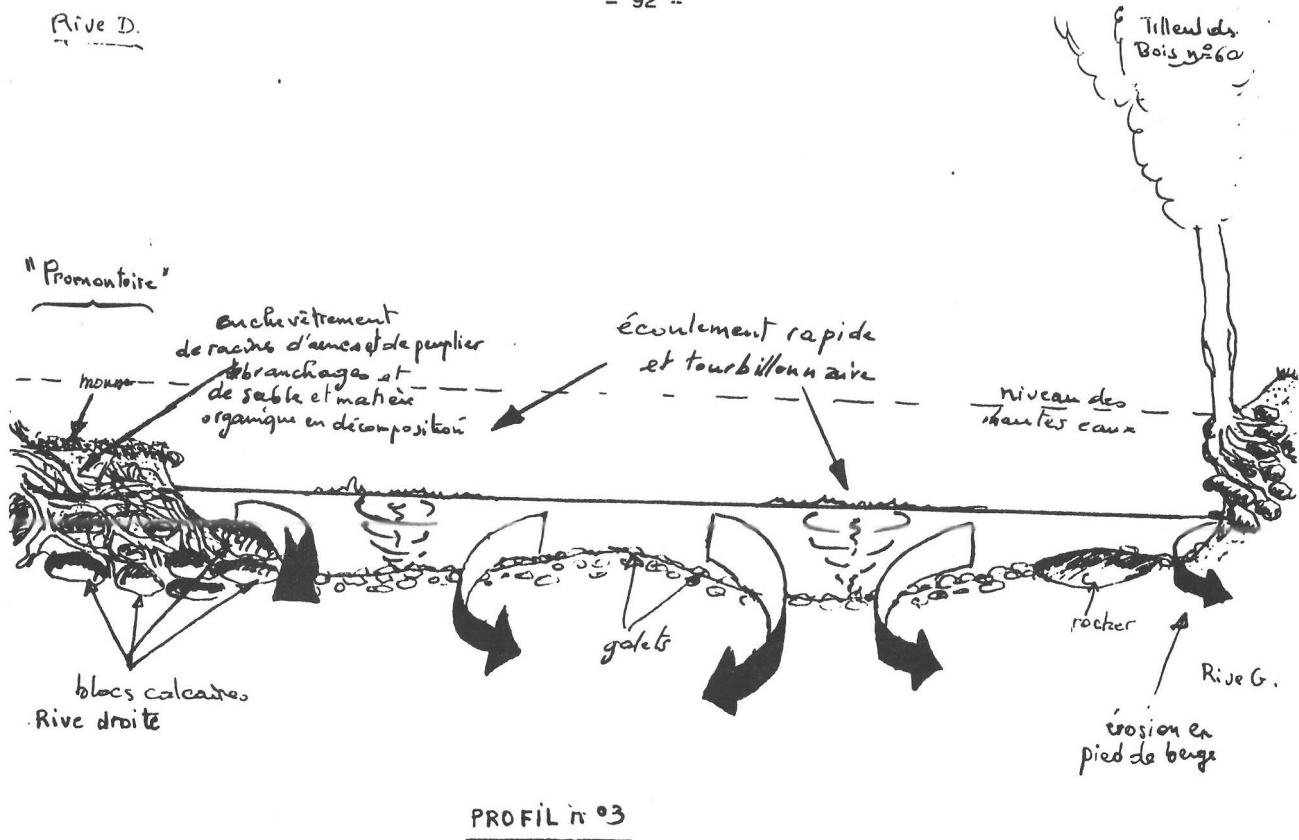 - 92 -
Rive D.
Tilleul ds.
Bois n°60
"Promontoire"
enchevêtrement
de racines d'aunes et de peuplier
branchages et
de sable et matière
organique en décomposition
écoulement rapide
et tourbillonnaire
niveau des
hautes eaux
galets
rocher
blocs calcaires
Rive droite
Rive G.
érosion en
pied de berge
PROFIL n°3